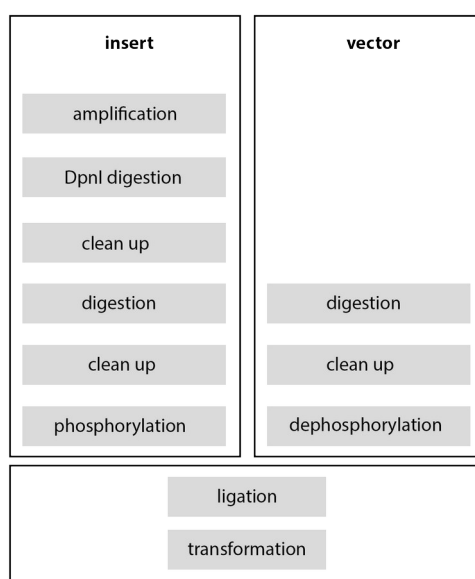 insert
amplification
DpnI digestion
clean up
digestion
clean up
phosphorylation
vector
digestion
clean up
dephosphorylation
ligation
transformation